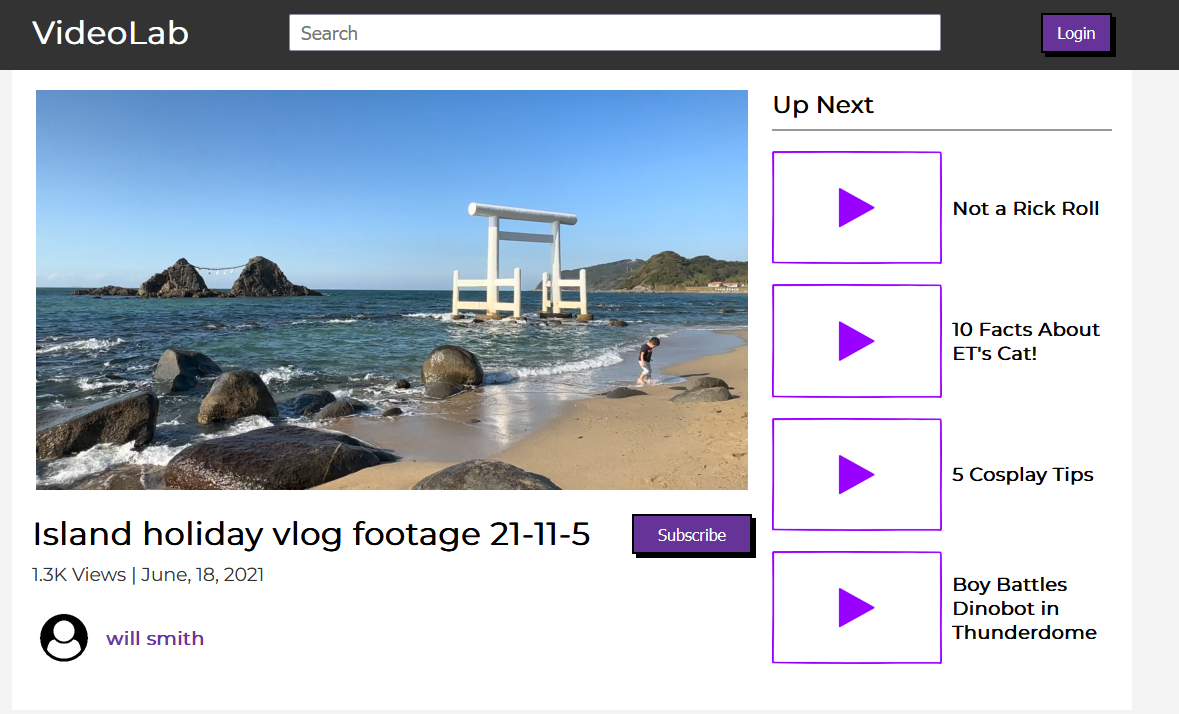 VideoLab
Search
Login
Up Next
Not a Rick Roll
10 Facts About
ET's Cat!
5 Cosplay Tips
Boy Battles
Dinobot in
Thunderdome
Island holiday vlog footage 21-11-5
Subscribe
1.3K Views | June, 18, 2021
will smith